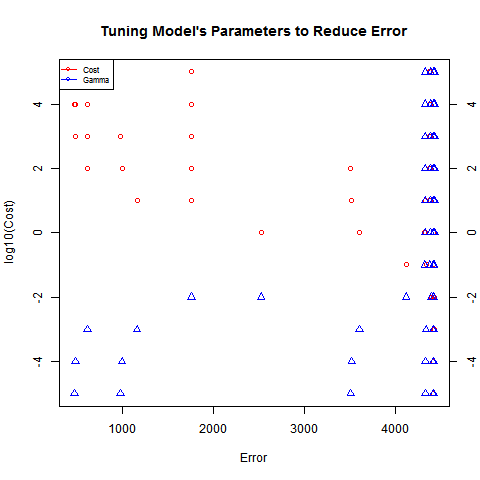 Tuning Model's Parameters to Reduce Error
Cost
Gamma
log10(Cost)
4
2
0
-2
-4
4
2
0
-2
-4
1000 2000 3000 4000
Error